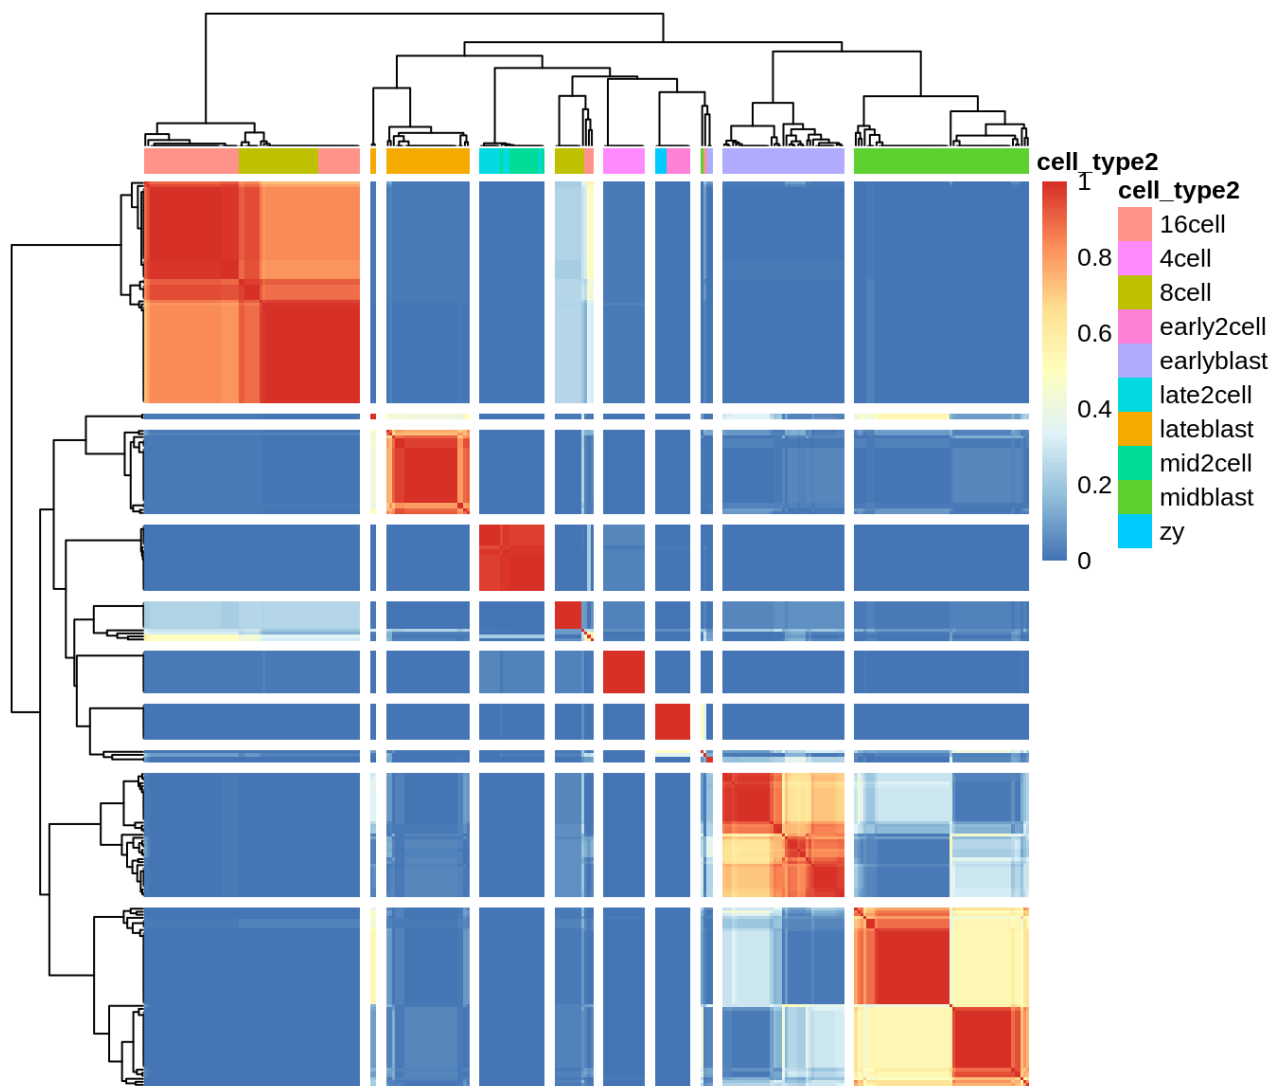 cell_type2
1
0.8
0.6
0.4
0.2
0
cell_type2
16cell
4cell
8cell
early2cell
earlyblast
late2cell
lateblast
mid2cell
midblast
zy